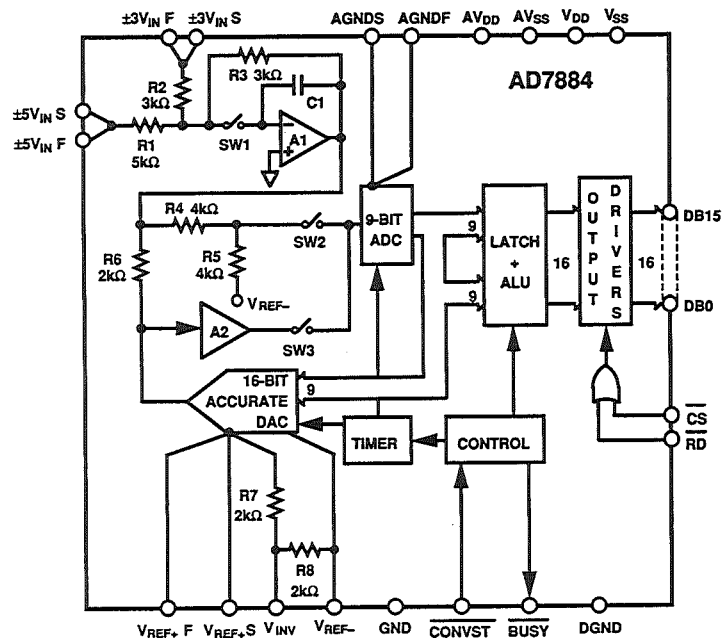 ±3VIN F ±3VIN S AGNDS AGNDF AVDD AVSS VDD VSS
AD7884
R3 3kΩ
R2
3kΩ
C1
±5VIN S
±5VIN F
R1
5kΩ
SW1
A1
R4 4kΩ
SW2
9-BIT
ADC
R6
2kΩ
R5
4kΩ
VREF–
A2
SW3
9
9
LATCH
+
ALU
16
OUTPUT
DRIVERS
16
DB15
DB0
16-BIT
ACCURATE
DAC
9
TIMER
CONTROL
CS
RD
R7
2kΩ
R8
2kΩ
VREF+ F VREF+S VINV VREF– GND CONVST BUSY DGND